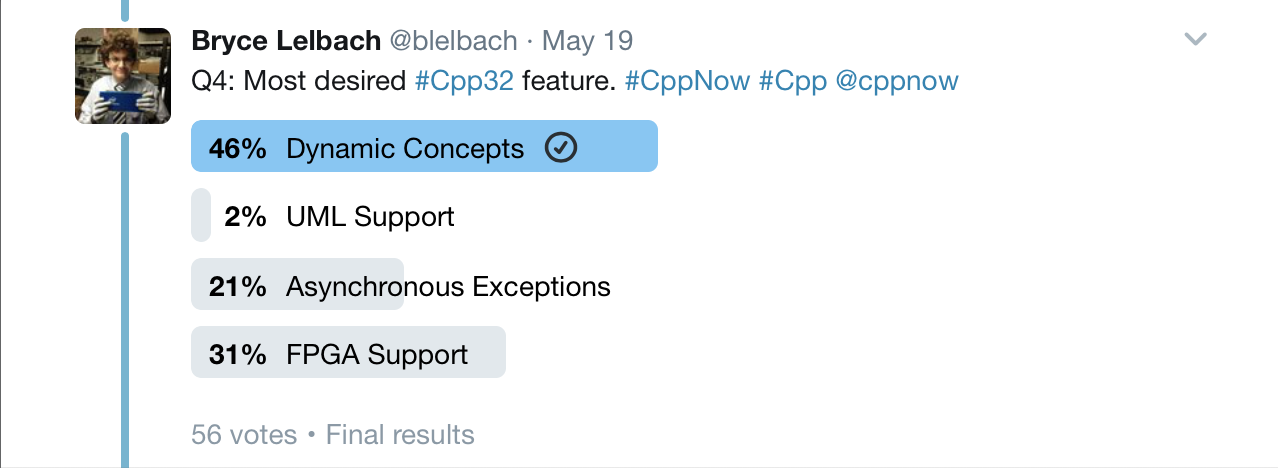 Bryce Lelbach @blelbach · May 19
Q4: Most desired #Cpp32 feature. #CppNow #Cpp @cppnow
46% Dynamic Concepts
2% UML Support
21% Asynchronous Exceptions
31% FPGA Support
56 votes • Final results